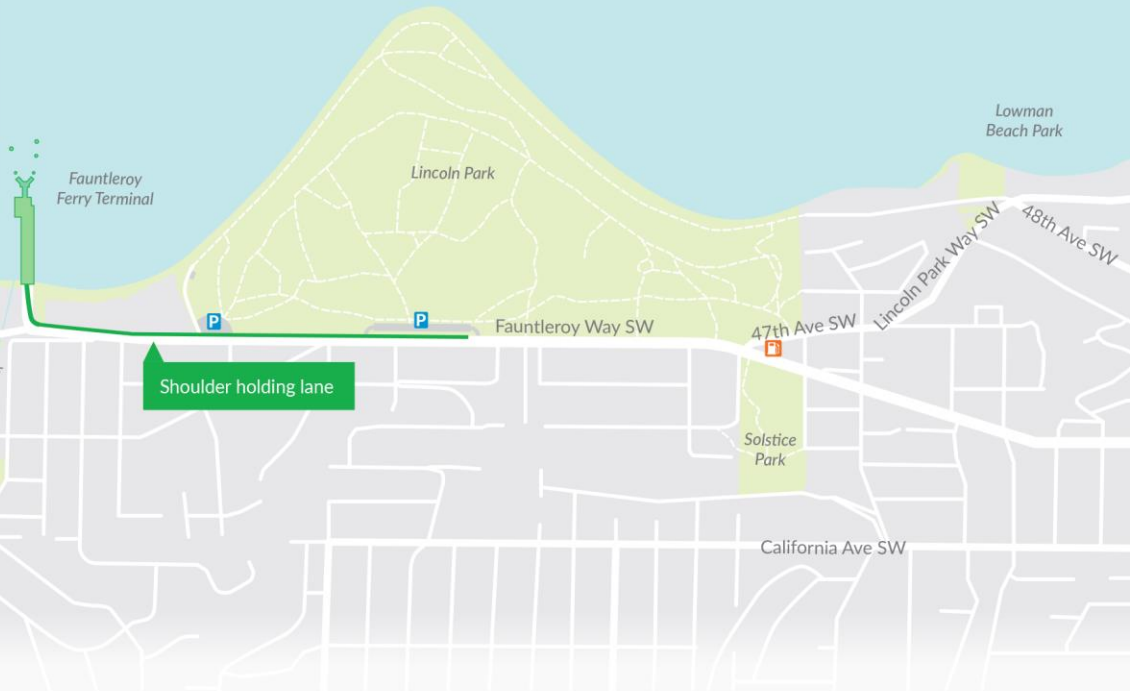 Lowman
Beach Park
Fauntleroy
Ferry Terminal
Lincoln Park
48th Ave SW
Lincoln Park Way SW
P
P
Fauntleroy Way SW
47th Ave SW
Shoulder holding lane
Solstice
Park
California Ave SW